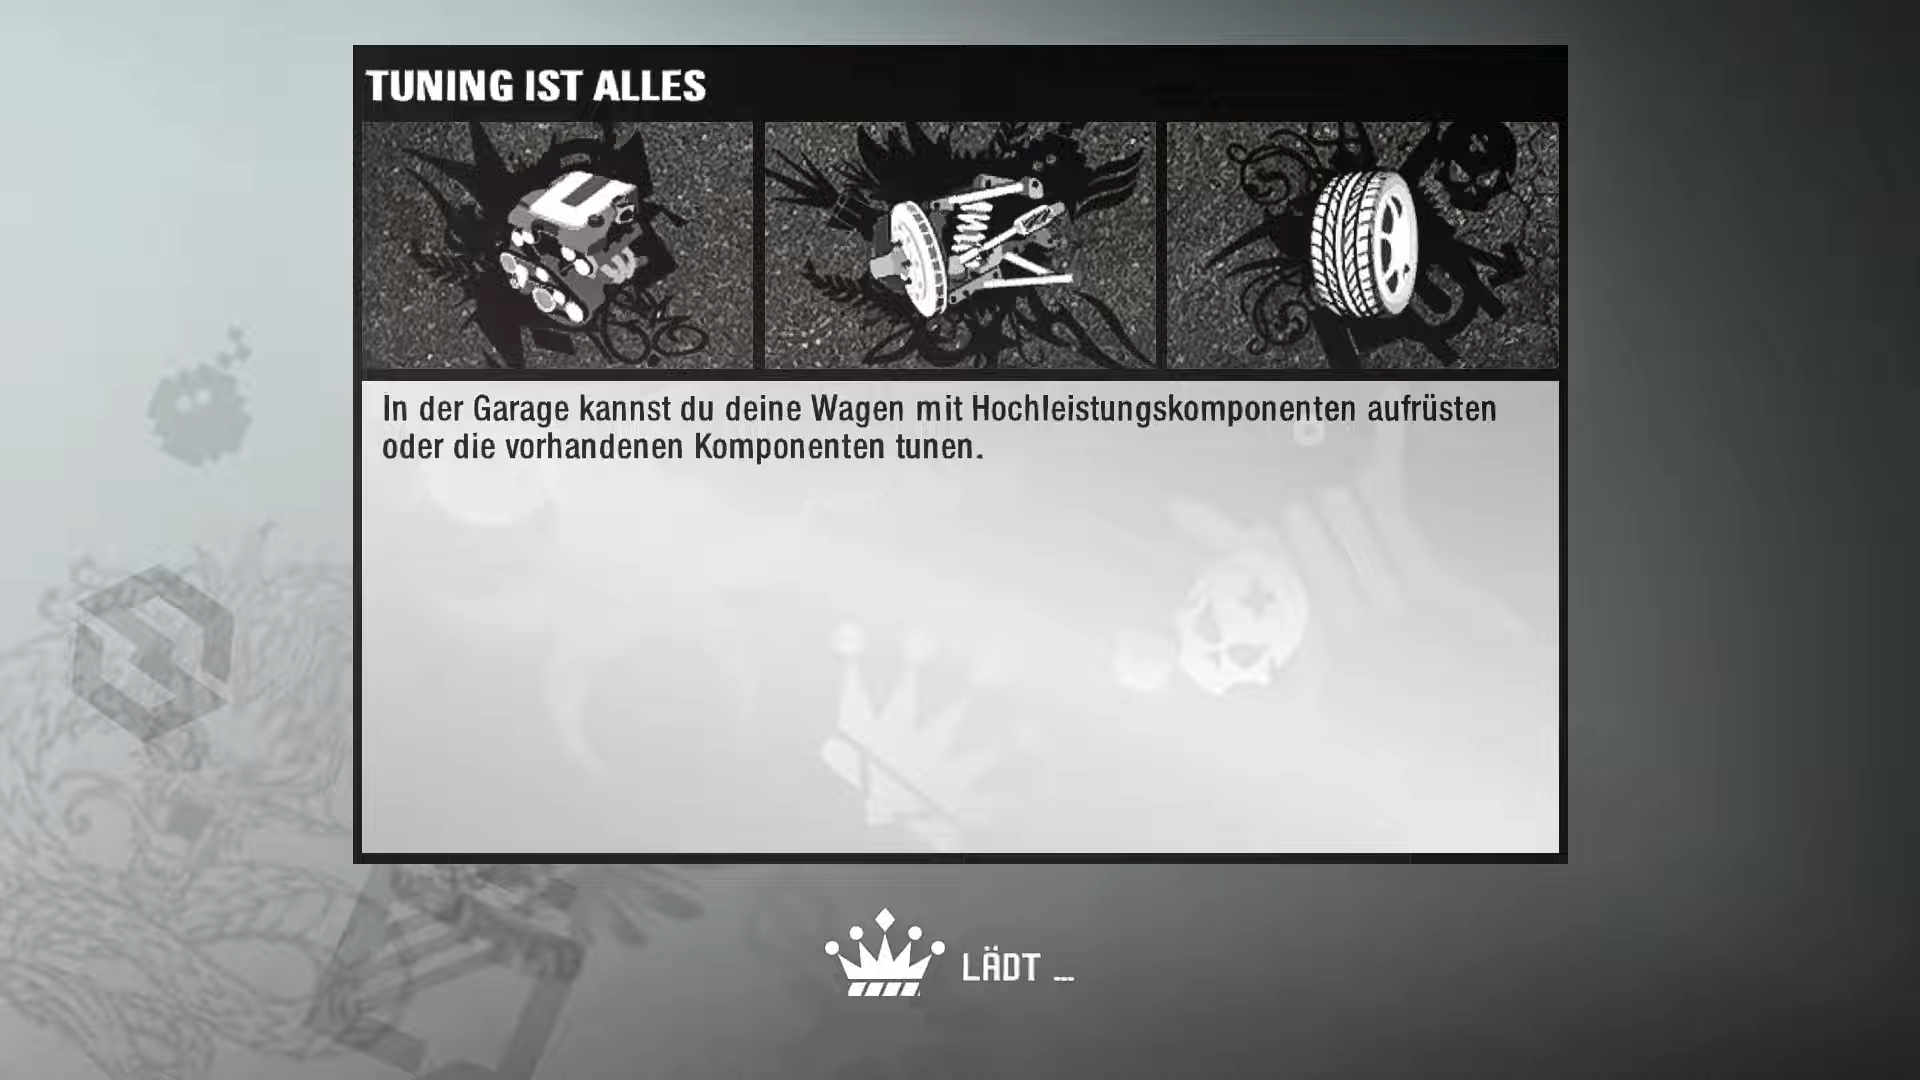 TUNING IST ALLES
In der Garage kannst du deine Wagen mit Hochleistungskomponenten aufrüsten
oder die vorhandenen Komponenten tunen.
LÄDT ...